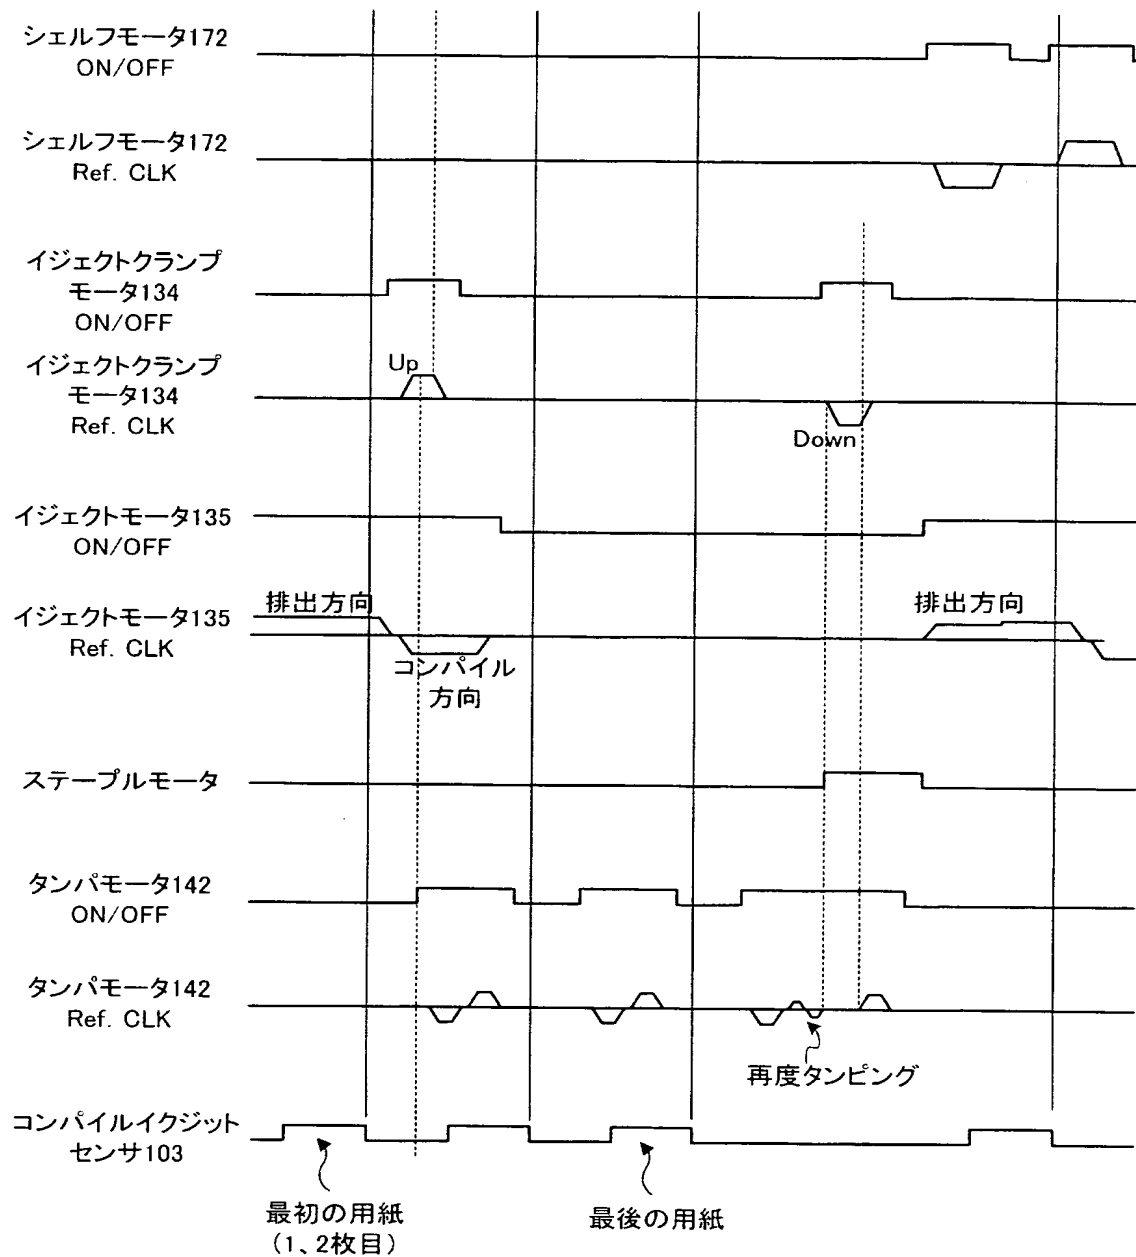 シェルフモータ172
ON/OFF
シェルフモータ172
Ref. CLK
イジェクトクランプ
モータ134
ON/OFF
イジェクトクランプ
モータ134
Ref. CLK
Up
Down
イジェクトモータ135
ON/OFF
イジェクトモータ135
Ref. CLK
排出方向
コンパイル
方向
排出方向
ステープルモータ
タンパモータ142
ON/OFF
タンパモータ142
Ref. CLK
再度タンピング
コンパイルイクジット
センサ103
最初の用紙
（1、2枚目）
最後の用紙